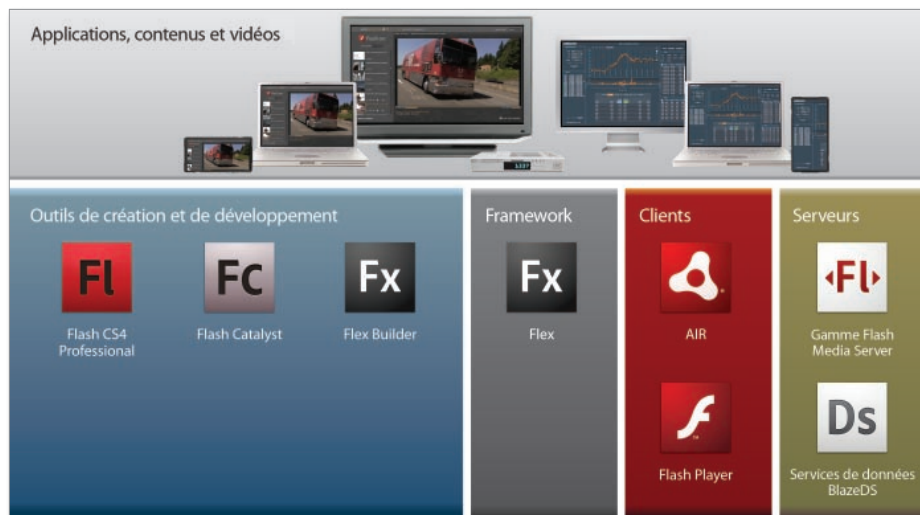 Applications, contenus et vidéos
Outils de création et de développement
Fl
Flash CS4
Professional
Fc
Flash Catalyst
Fx
Flex Builder
Framework
Fx
Flex
Clients
AIR
Flash Player
Serveurs
Fl
Gamme Flash
Media Server
Ds
Services de données
BlazeDS